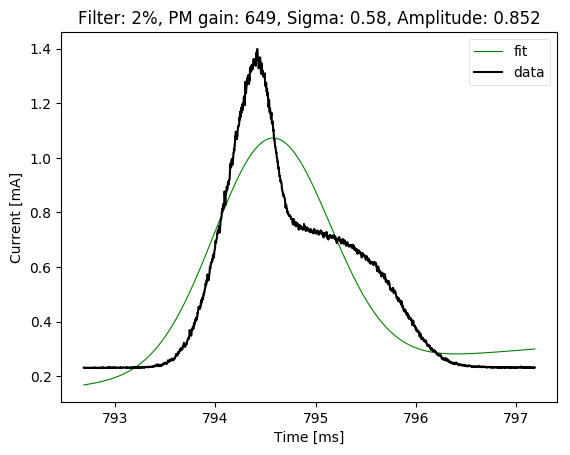 Filter: 2%, PM gain: 649, Sigma: 0.58, Amplitude: 0.852
fit
data
1.4
1.2
1.0
0.8
0.6
0.4
0.2
Current [mA]
793
794
795
796
797
Time [ms]